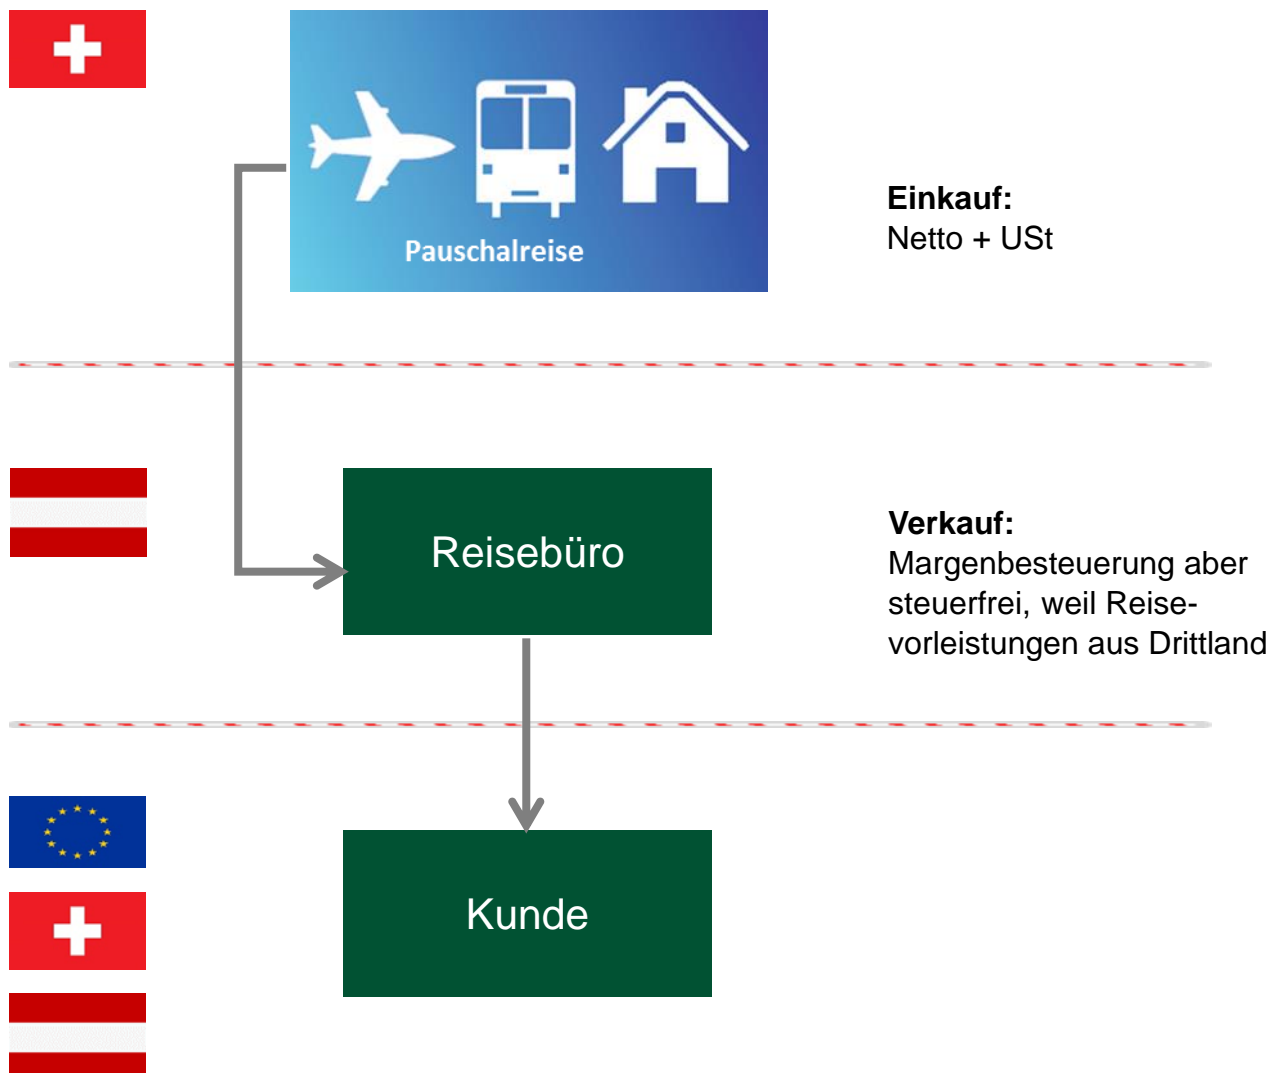 Pauschalreise
Einkauf:
Netto + USt
Reisebüro
Verkauf:
Margenbesteuerung aber
steuerfrei, weil Reise-
vorleistungen aus Drittland
Kunde